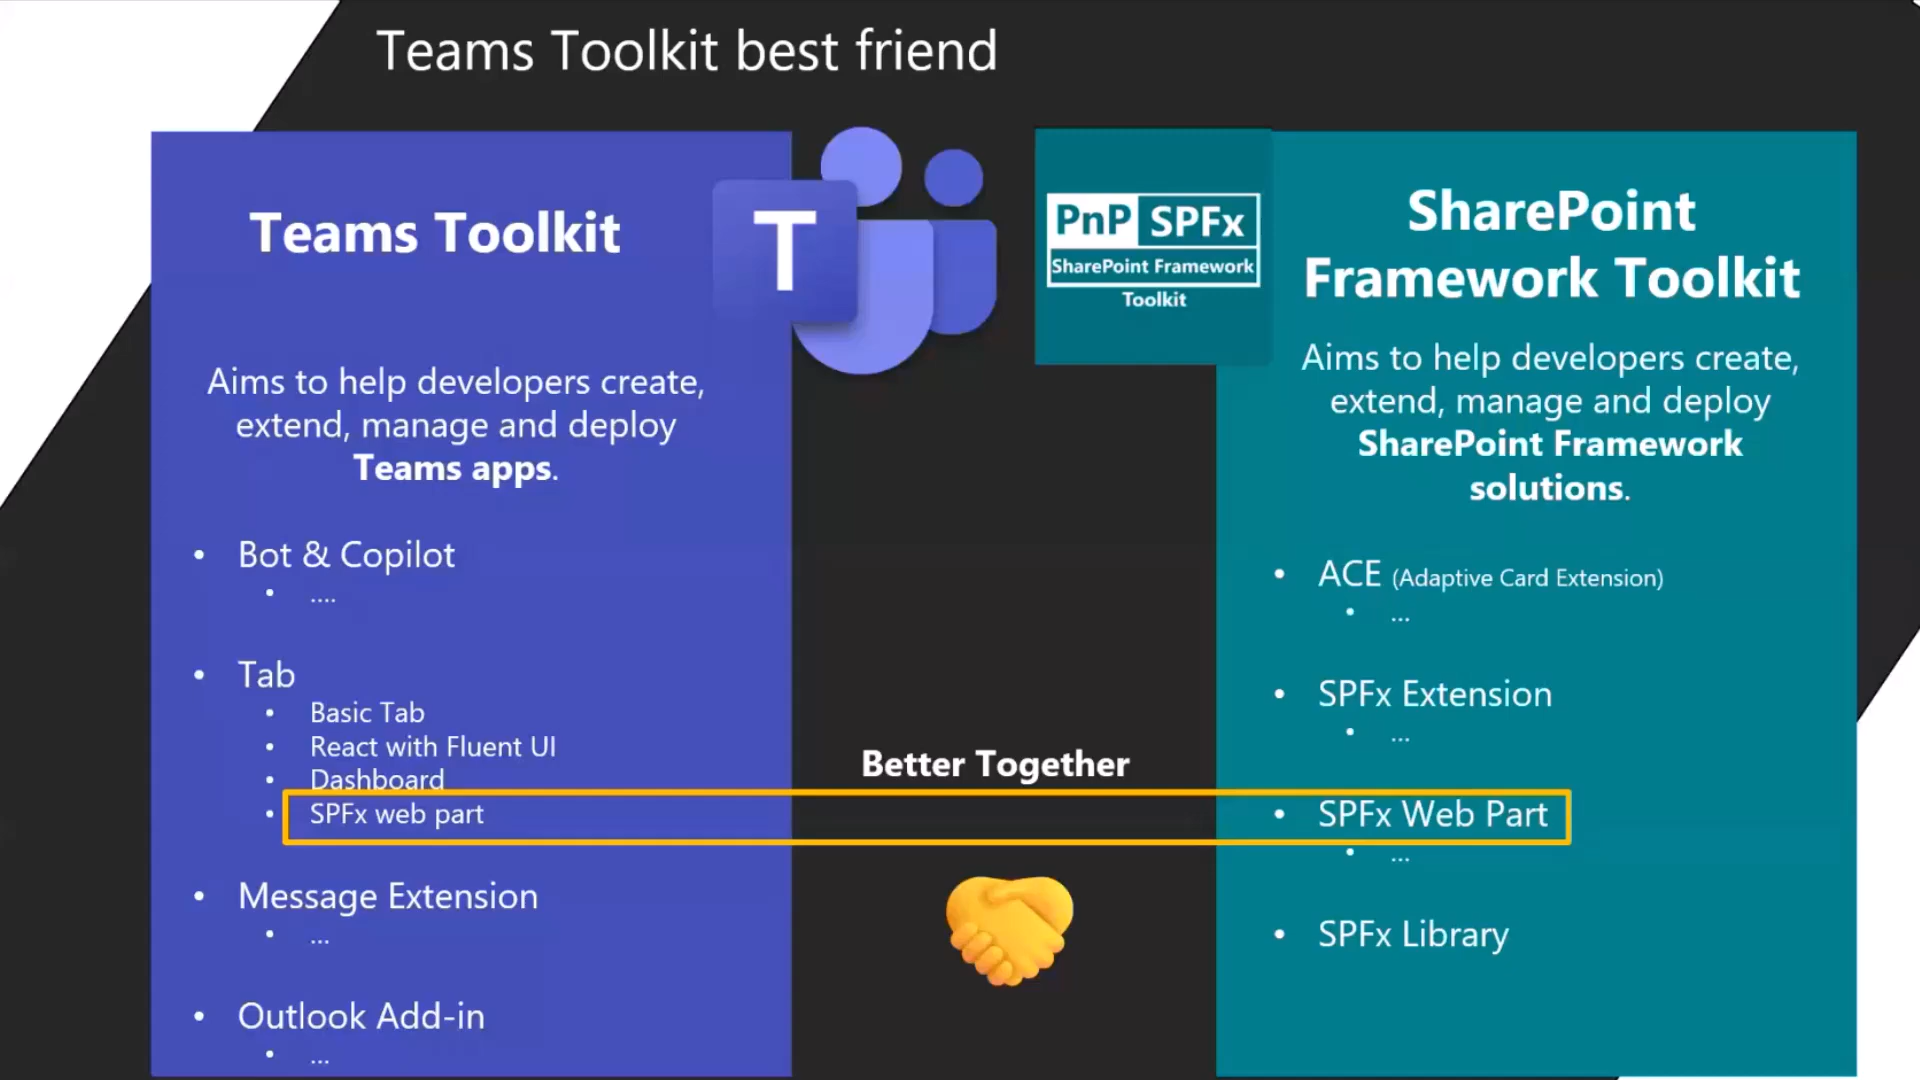 Teams Toolkit best friend
Teams Toolkit
Aims to help developers create,
extend, manage and deploy
Teams apps.
• Bot & Copilot
• ....
• Tab
• Basic Tab
• React with Fluent UI
• Dashboard
• SPFx web part
• Message Extension
• ...
• Outlook Add-in
• ...
T
Better Together
PnP SPFx
SharePoint Framework
Toolkit
SharePoint
Framework Toolkit
Aims to help developers create,
extend, manage and deploy
SharePoint Framework
solutions.
• ACE (Adaptive Card Extension)
• ...
• SPFx Extension
• ...
• SPFx Web Part
• ...
• SPFx Library